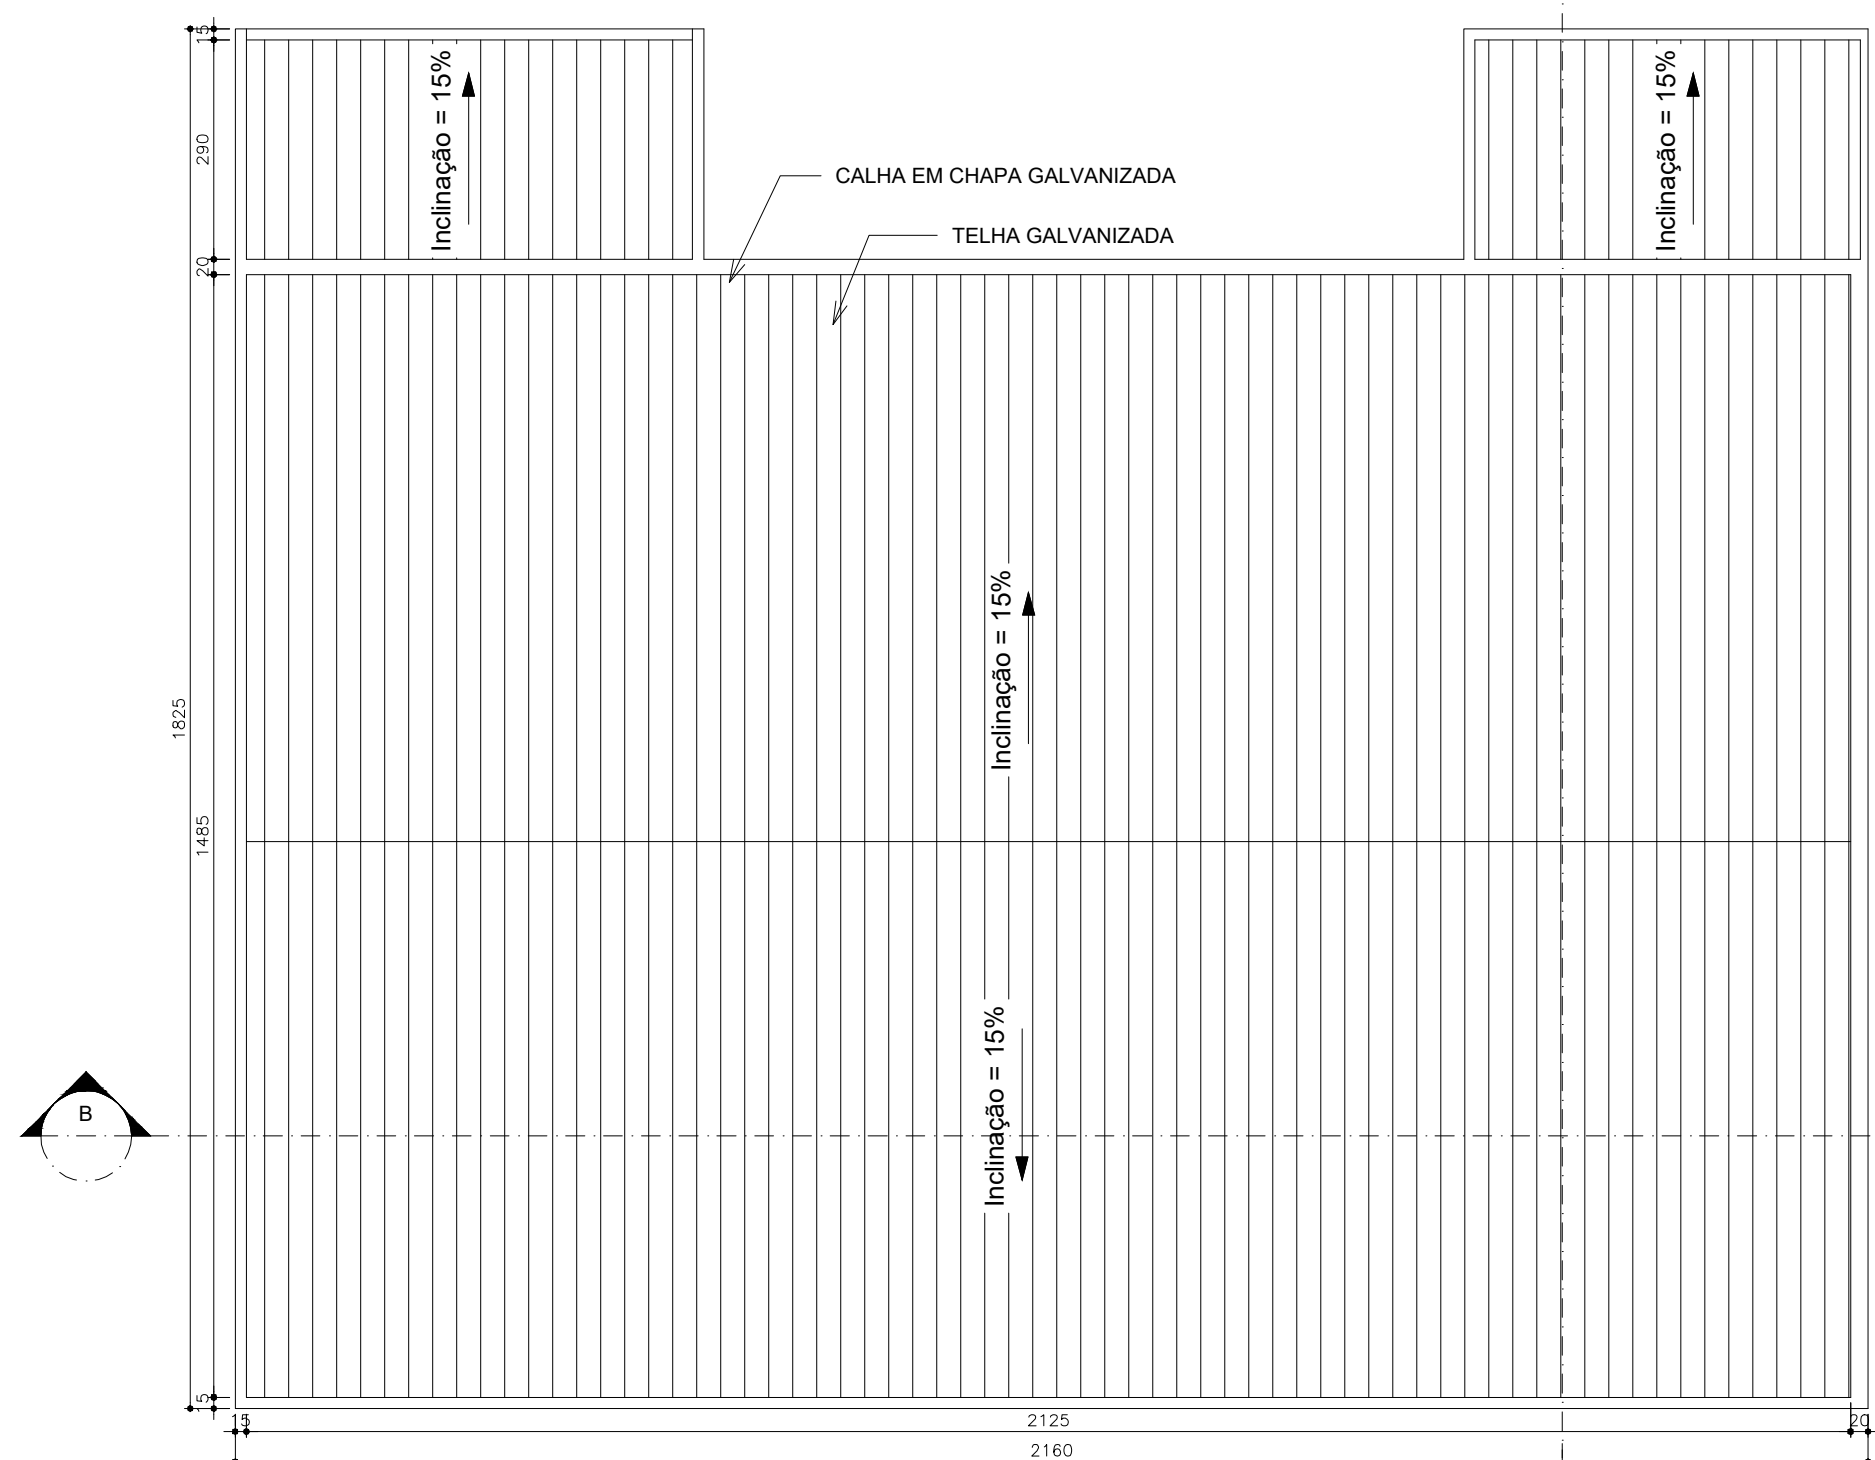 15
290
20
1825
1485
15
Inclinação = 15%
Inclinação = 15%
CALHA EM CHAPA GALVANIZADA
TELHA GALVANIZADA
Inclinação = 15%
Inclinação = 15%
B
15
2125
20
2160